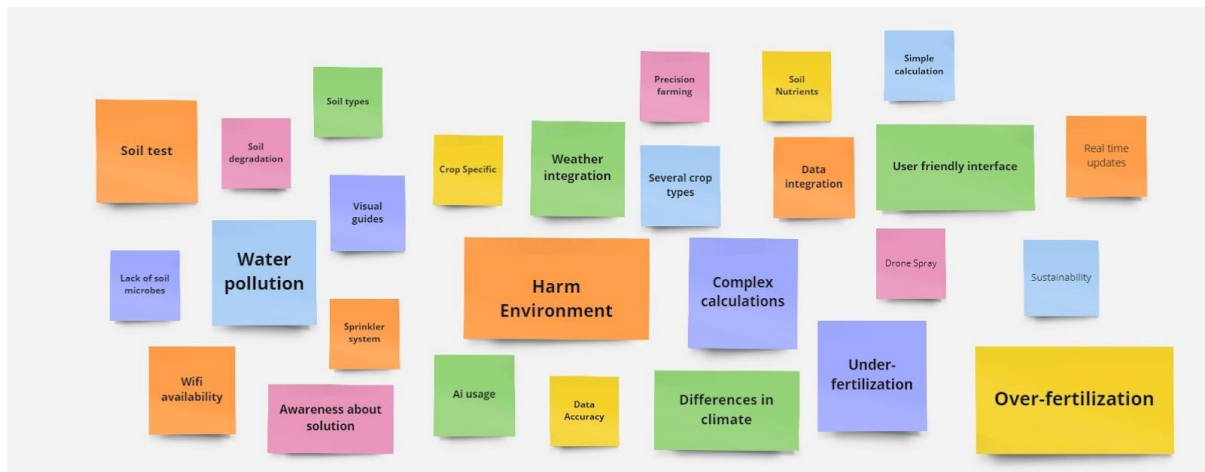 Simple
calculation
Precision
farming
Soil
Nutrients
Soil types
Soil test
Soil
degradation
Crop Specific
Weather
integration
Several crop
types
Data
integration
User friendly interface
Real time
updates
Visual
guides
Water
pollution
Lack of soil
microbes
Harm
Environment
Complex
calculations
Drone Spray
Sustainability
Sprinkler
system
Wifi
availability
Awareness about
solution
Ai usage
Data
Accuracy
Differences in
climate
Under-
fertilization
Over-fertilization